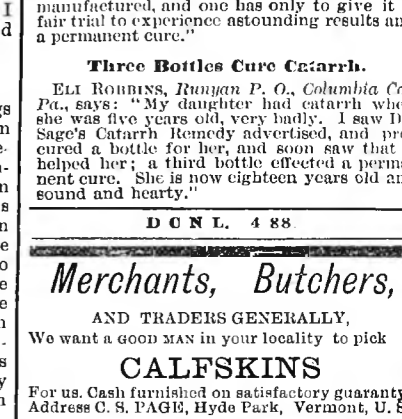 manufactured, and one has only to give it
fair trial to experience astounding results an
a permanent cure."
Three Bottles Cure Catarrh.
ELI ROBBINS, Runyan P. O., Columbia Co
Pa., says: "My daughter had catarrh whe
she was five years old, very badly. I saw D
Sage's Catarrh Remedy advertised, and pro
cured a bottle for her, and soon saw that
helped her; a third bottle effected a perma
nent cure. She is now eighteen years old an
sound and hearty."
D C N L. 4 88
Merchants, Butchers,
AND TRADERS GENERALLY,
We want a GOOD MAN in your locality to pick
CALFSKINS
For us. Cash furnished on satisfactory guaranty
Address C. S. PAGE, Hyde Park, Vermont, U. S